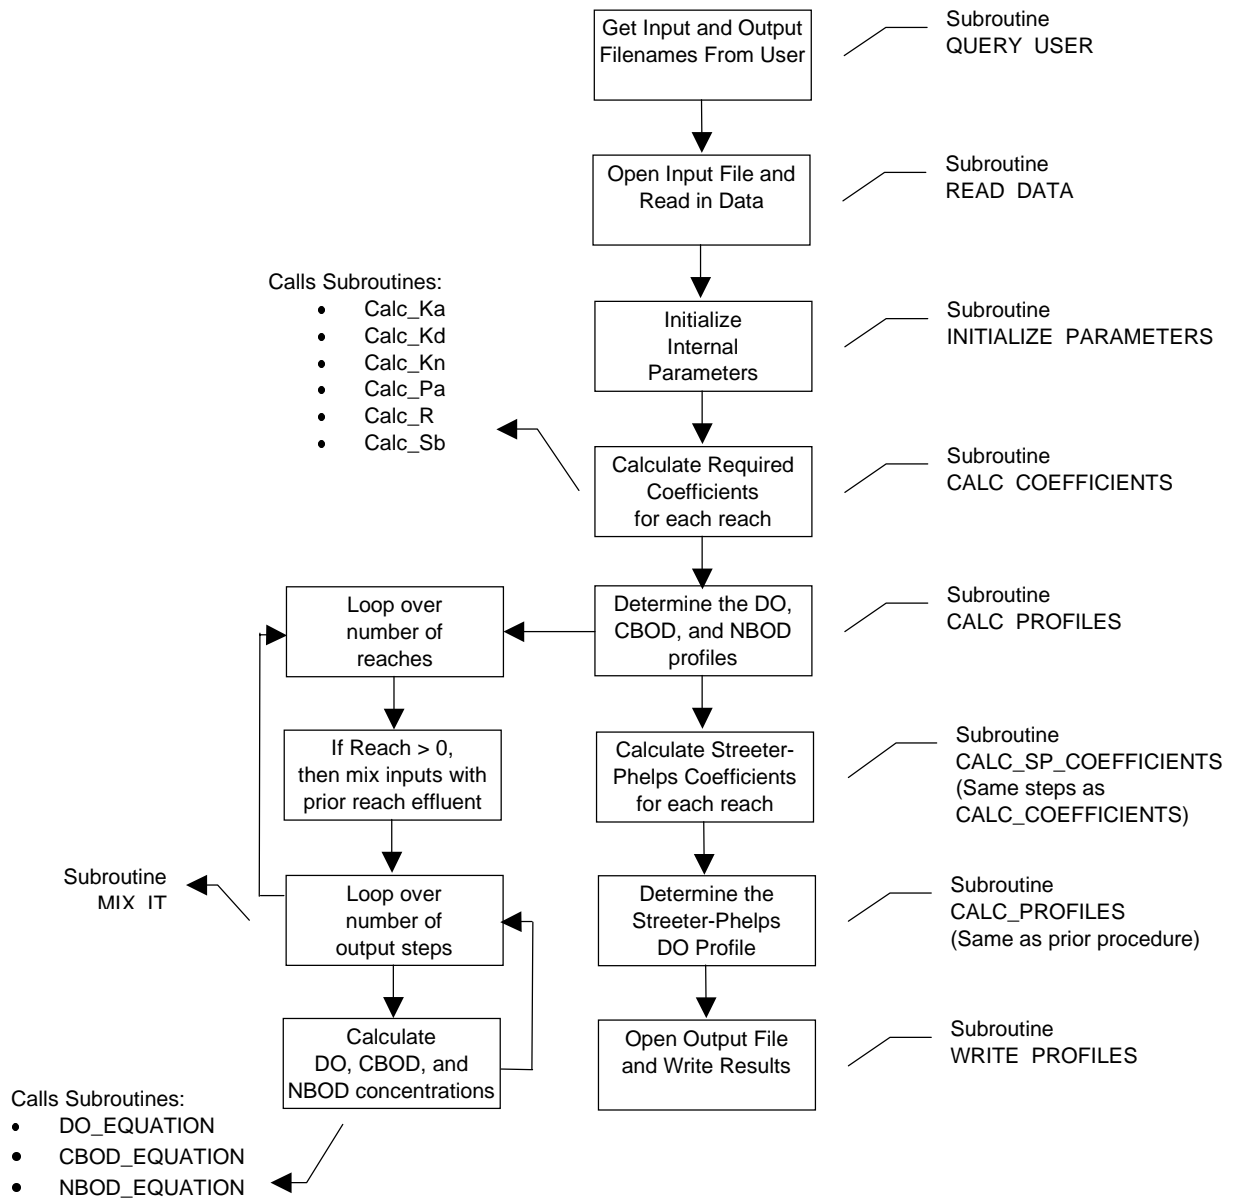 Get Input and Output
Filenames From User
Subroutine
QUERY USER
Open Input File and
Read in Data
Subroutine
READ DATA
Calls Subroutines:
• Calc_Ka
• Calc_Kd
• Calc_Kn
• Calc_Pa
• Calc_R
• Calc_Sb
Initialize
Internal
Parameters
Subroutine
INITIALIZE PARAMETERS
Calculate Required
Coefficients
for each reach
Subroutine
CALC COEFFICIENTS
Loop over
number of
reaches
Determine the DO,
CBOD, and NBOD
profiles
Subroutine
CALC PROFILES
If Reach > 0,
then mix inputs with
prior reach effluent
Calculate Streeter-
Phelps Coefficients
for each reach
Subroutine
CALC_SP_COEFFICIENTS
(Same steps as
CALC_COEFFICIENTS)
Subroutine
MIX IT
Loop over
number of
output steps
Determine the
Streeter-Phelps
DO Profile
Subroutine
CALC_PROFILES
(Same as prior procedure)
Calculate
DO, CBOD, and
NBOD concentrations
Open Output File
and Write Results
Subroutine
WRITE PROFILES
Calls Subroutines:
• DO_EQUATION
• CBOD_EQUATION
• NBOD_EQUATION